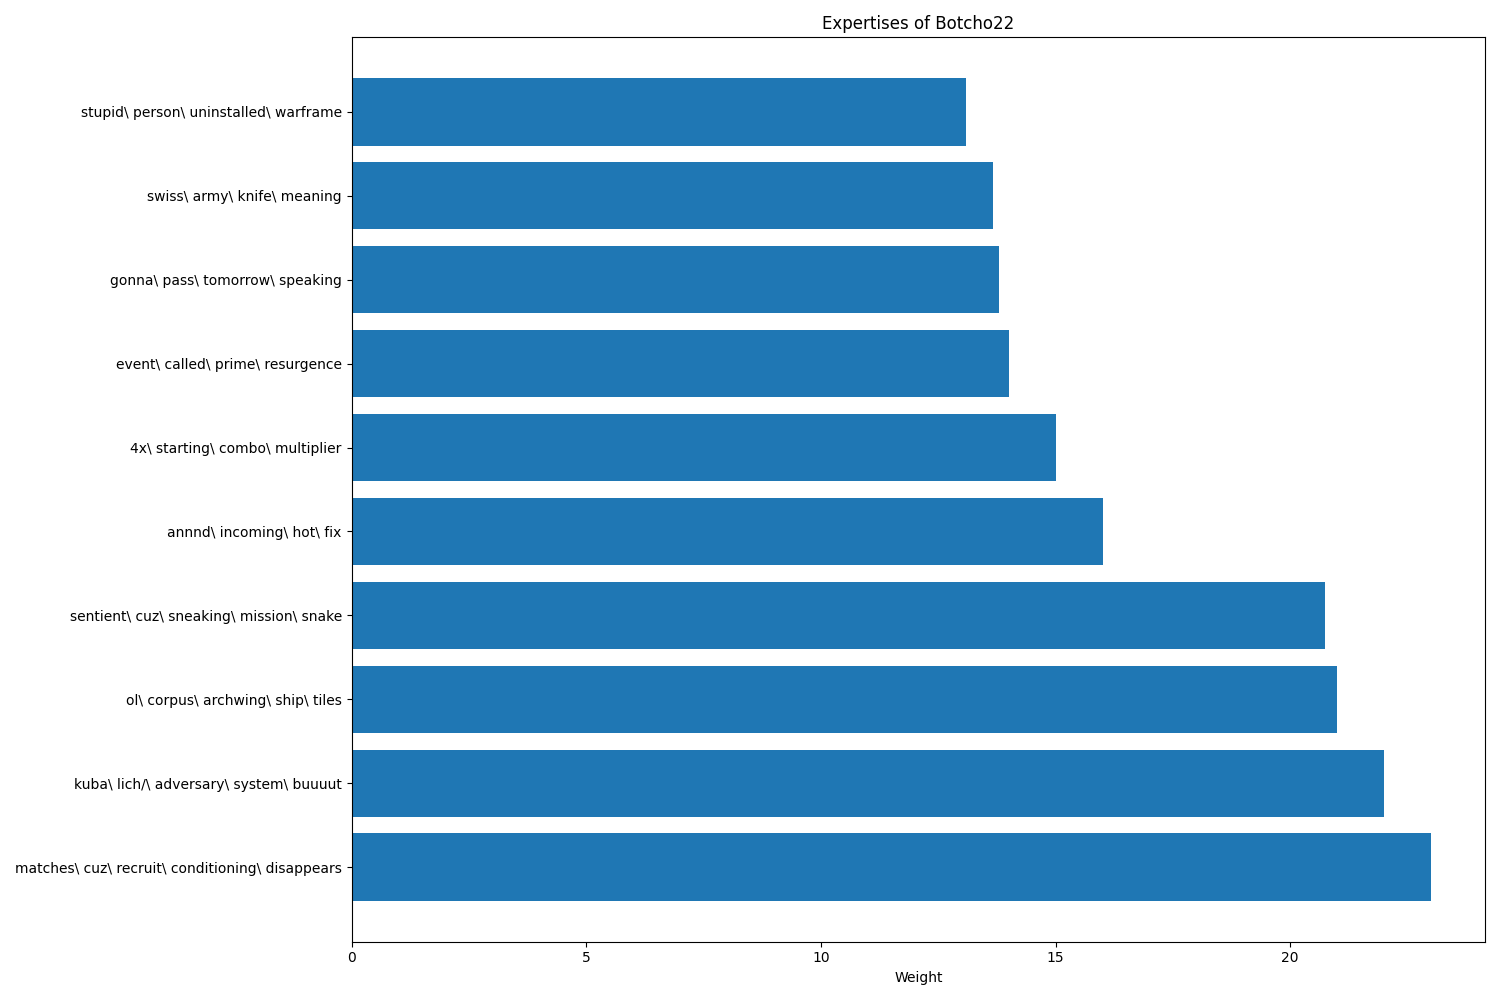 Expertises of Botcho22
stupid\ person\ uninstalled\ warframe
swiss\ army\ knife\ meaning
gonna\ pass\ tomorrow\ speaking
event\ called\ prime\ resurgence
4x\ starting\ combo\ multiplier
annnd\ incoming\ hot\ fix
sentient\ cuz\ sneaking\ mission\ snake
ol\ corpus\ archwing\ ship\ tiles
kuba\ lich/\ adversary\ system\ buuuut
matches\ cuz\ recruit\ conditioning\ disappears
0 5 10 15 20
Weight